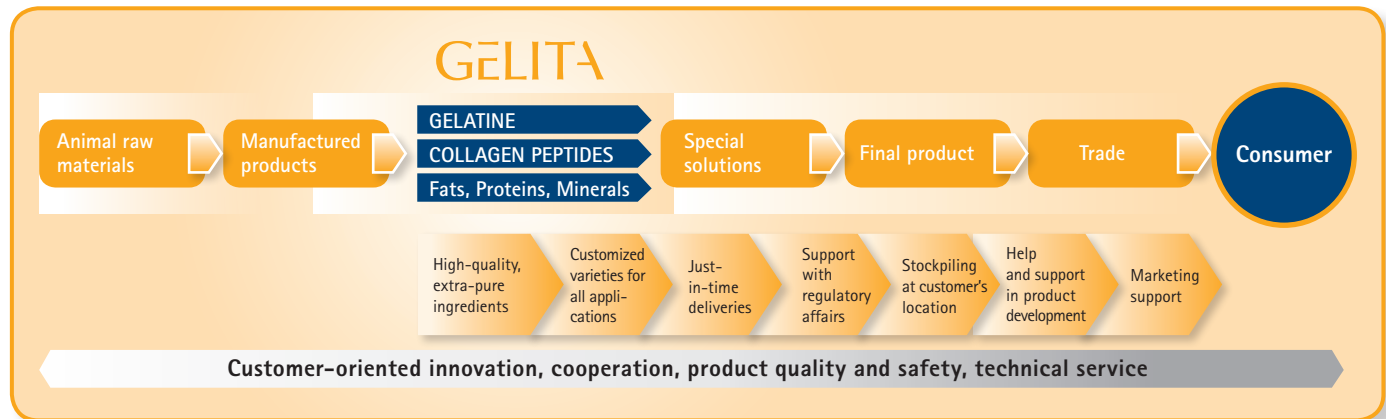 GELITA
Animal raw
materials
Manufactured
products
GELATINE
COLLAGEN PEPTIDES
Fats, Proteins, Minerals
Special
solutions
Final product
Trade
Consumer
High-quality,
extra-pure
ingredients
Customized
varieties for
all appli-
cations
Just-
in-time
deliveries
Support
with
regulatory
affairs
Stockpiling
at customer's
location
Help
and support
in product
development
Marketing
support
Customer-oriented innovation, cooperation, product quality and safety, technical service